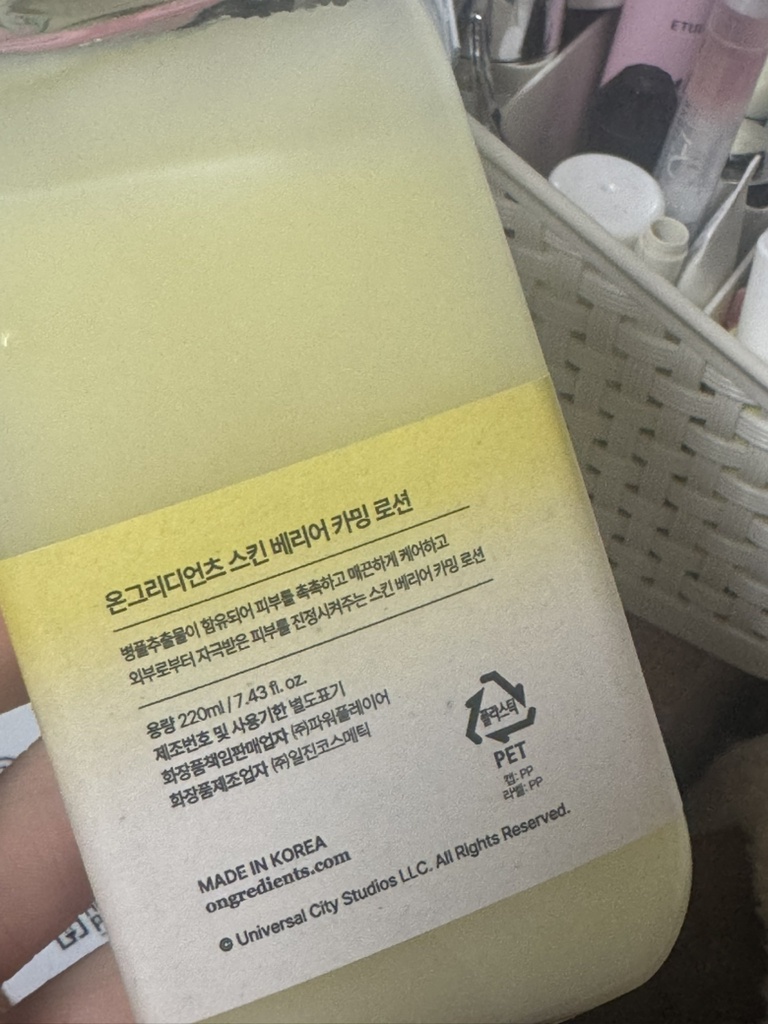 온그리디언츠 스킨 베리어 카밍 로션
병풀추출물이 함유되어 피부를 촉촉하고 매끈하게 케어하고
외부로부터 자극받은 피부를 진정시켜주는 스킨 베리어 카밍 로션
용량 220ml / 7.43 fl. oz.
제조번호 및 사용기한 별도표기
화장품책임판매업자 ㈜파워플레이어
화장품제조업자 ㈜일진코스메틱
플라스틱
PET
캡: PP
라벨: PP
MADE IN KOREA
ongredients.com
© Universal City Studios LLC. All Rights Reserved.